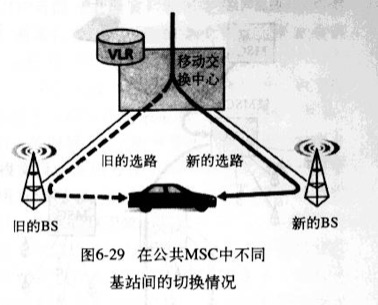 VLR
移动交
换中心
旧的选路
新的选路
旧的BS
新的BS
图6-29 在公共MSC中不同
基站间的切换情况